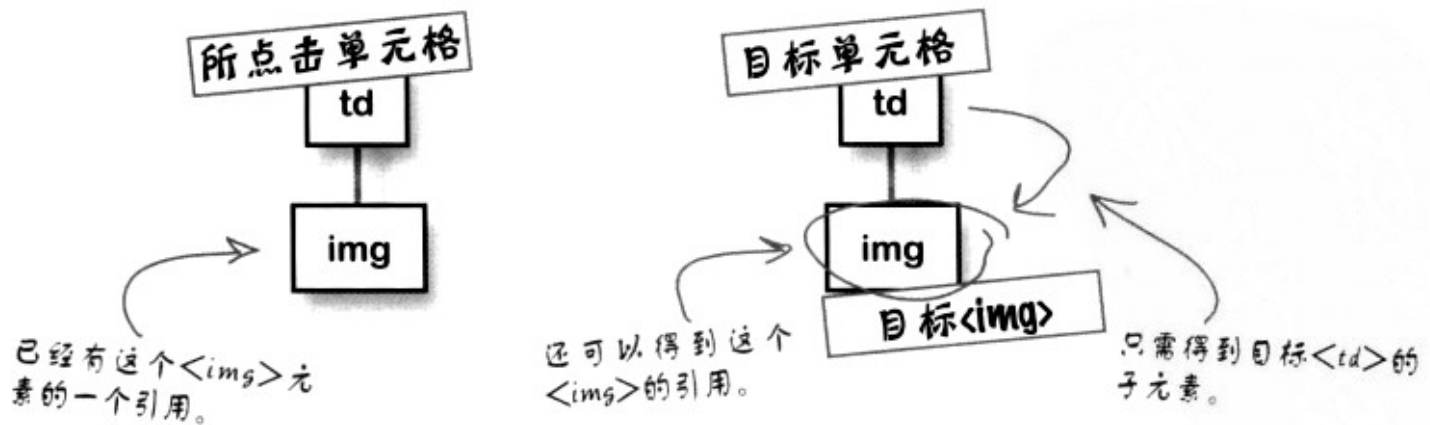 所点击单元格
td
img
已经有这个<img>元
素的一个引用。
目标单元格
td
img
目标<img>
还可以得到这个
<img>的引用。
只需得到目标<td>的
子元素。